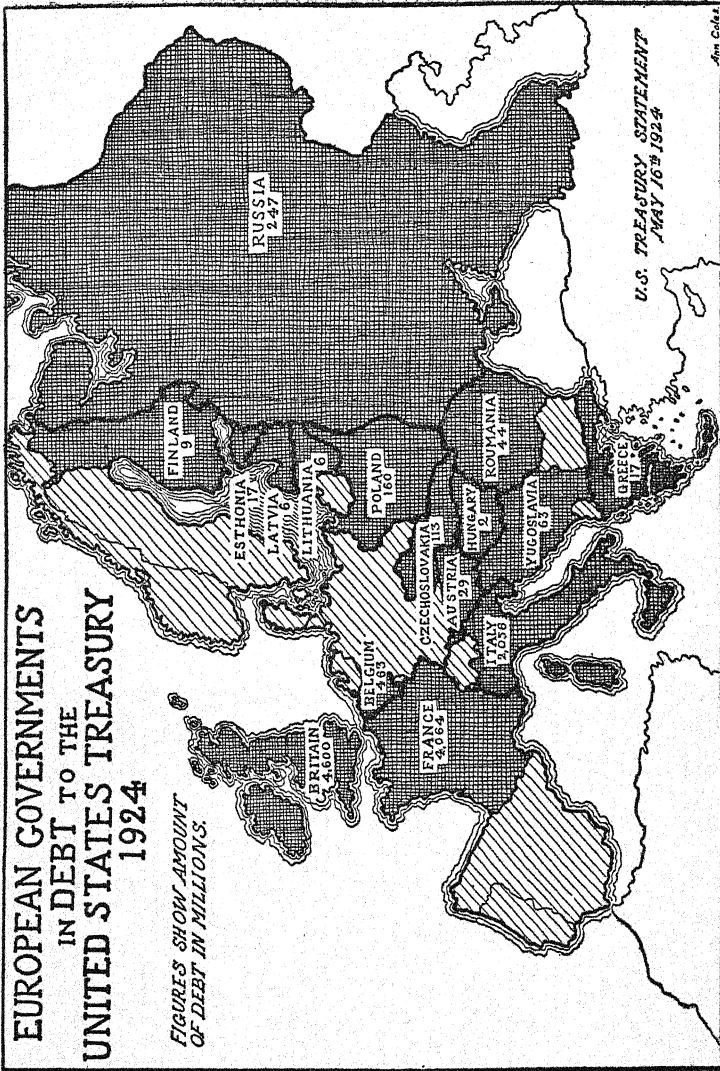 EUROPEAN GOVERNMENTS
IN DEBT TO THE
UNITED STATES TREASURY
1924
FIGURES SHOW AMOUNT
OF DEBT IN MILLIONS.
RUSSIA
247
FINLAND
9
ESTHONIA
17
LATVIA
6
LITHUANIA
6
POLAND
160
BRITAIN
4,600
BELGIUM
463
CZECHOSLOVAKIA
113
AUSTRIA
29
HUNGARY
2
ROUMANIA
44
FRANCE
4,064
ITALY
2,058
YUGOSLAVIA
63
GREECE
17
U.S. TREASURY STATEMENT
MAY 16TH 1924